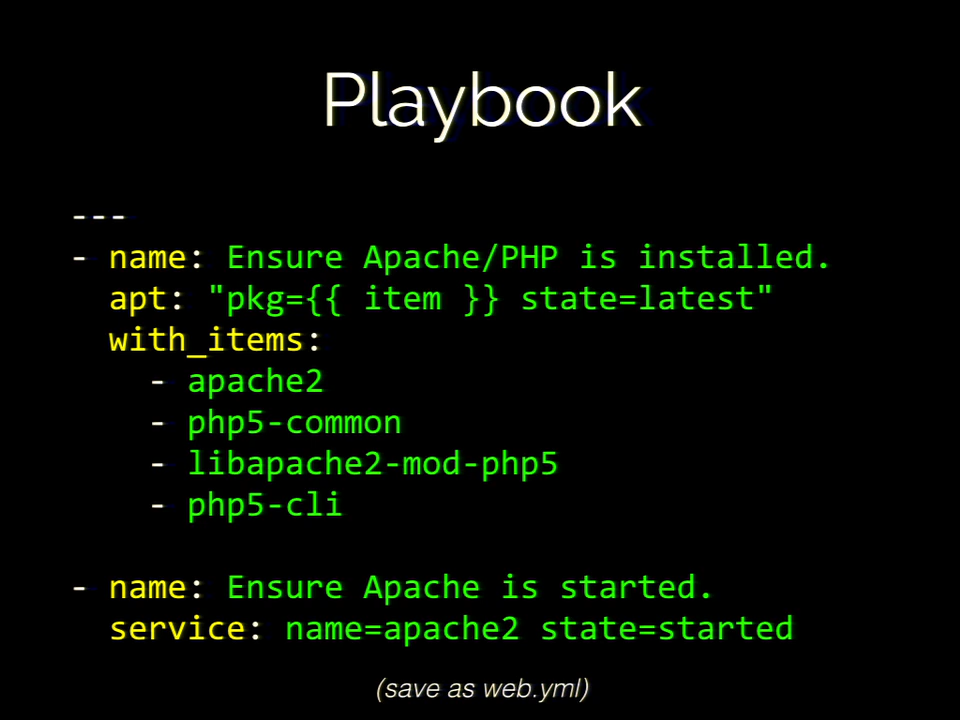 Playbook
---
- name: Ensure Apache/PHP is installed.
  apt: "pkg={{ item }} state=latest"
  with_items:
    - apache2
    - php5-common
    - libapache2-mod-php5
    - php5-cli
- name: Ensure Apache is started.
  service: name=apache2 state=started
(save as web.yml)